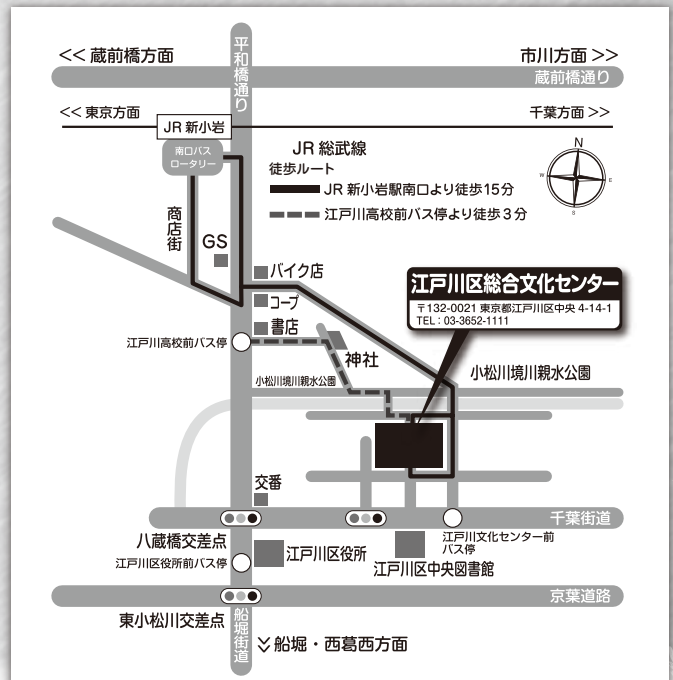 << 蔵前橋方面
平和橋通り
市川方面 >>
蔵前橋通り
<< 東京方面
千葉方面 >>
JR 新小岩
南口バス
ロータリー
JR 総武線
徒歩ルート
JR 新小岩駅南口より徒歩15分
江戸川高校前バス停より徒歩3分
N
W
E
S
商店街
GS
バイク店
コープ
書店
江戸川区総合文化センター
〒132-0021 東京都江戸川区中央 4-14-1
TEL : 03-3652-1111
江戸川高校前バス停
神社
小松川境川親水公園
小松川境川親水公園
交番
千葉街道
八蔵橋交差点
江戸川区役所前バス停
江戸川区役所
江戸川文化センター前
バス停
江戸川区中央図書館
京葉道路
東小松川交差点
船堀街道
船堀・西葛西方面